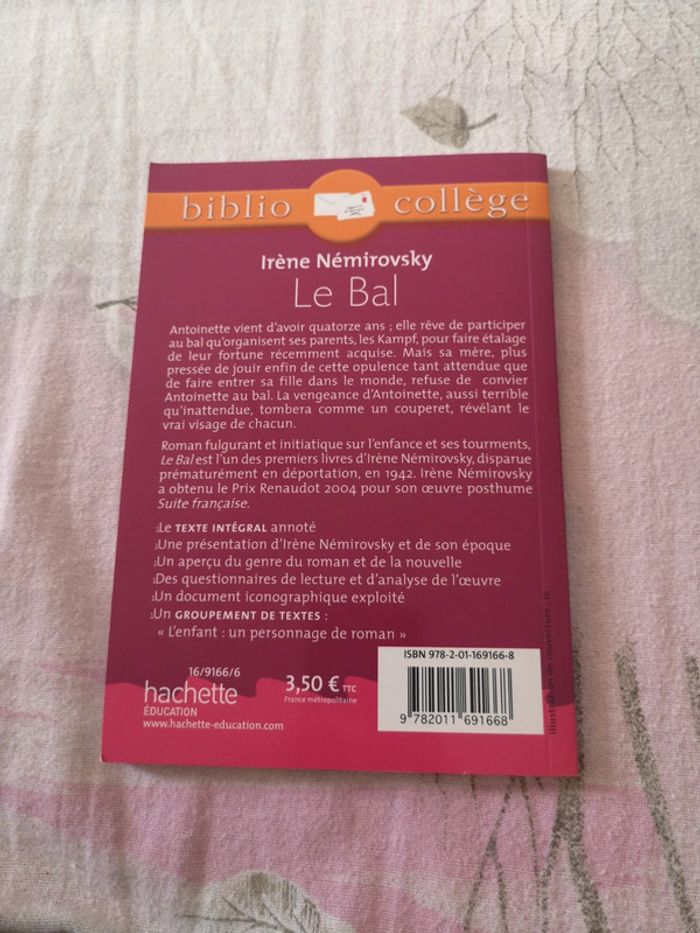 biblio collège
Irène Némirovsky
Le Bal
Antoinette vient d'avoir quatorze ans ; elle rêve de participer
au bal qu'organisent ses parents, les Kampf, pour faire étalage
de leur fortune récemment acquise. Mais sa mère, plus
pressée de jouir enfin de cette opulence tant attendue que
de faire entrer sa fille dans le monde, refuse de convier
Antoinette au bal. La vengeance d'Antoinette, aussi terrible
qu'inattendue, tombera comme un couperet, révélant le
vrai visage de chacun.
Roman fulgurant et initiatique sur l'enfance et ses tourments,
Le Bal est l'un des premiers livres d'Irène Némirovsky, disparue
prématurément en déportation, en 1942. Irène Némirovsky
a obtenu le Prix Renaudot 2004 pour son œuvre posthume
Suite française.
Le TEXTE INTÉGRAL annoté
Une présentation d'Irène Némirovsky et de son époque
Un aperçu du genre du roman et de la nouvelle
Des questionnaires de lecture et d'analyse de l'œuvre
Un document iconographique exploité
Un GROUPEMENT DE TEXTES :
« L'enfant : un personnage de roman »
16/9166/6
hachette
ÉDUCATION
www.hachette-education.com
3,50 € TTC
France métropolitaine
ISBN 978-2-01-169166-8
9 782011 691668
illustration de couverture :